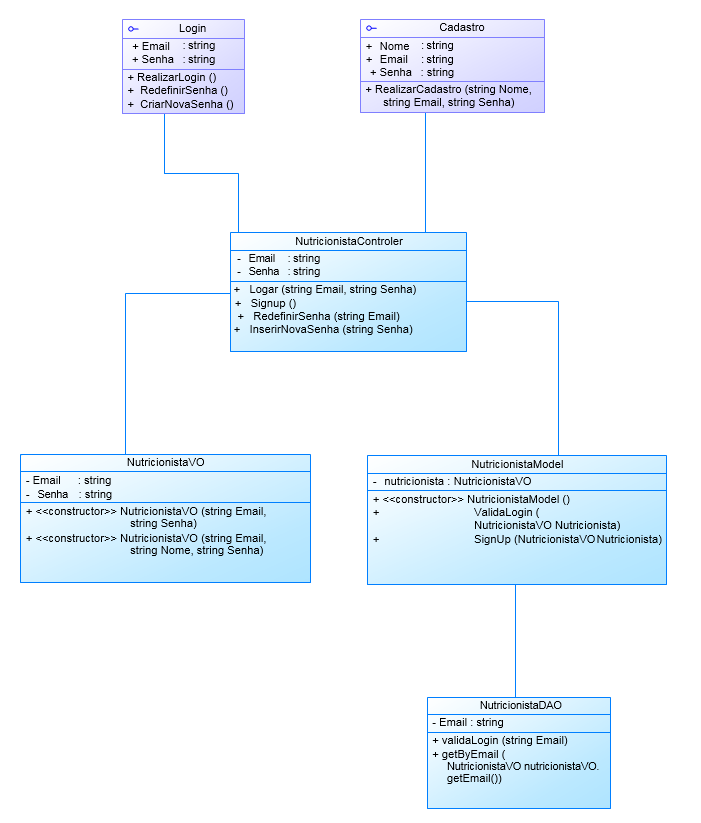 Login
+ Email : string
+ Senha : string
+ RealizarLogin ()
+ RedefinirSenha ()
+ CriarNovaSenha ()
Cadastro
+ Nome : string
+ Email : string
+ Senha : string
+ RealizarCadastro (string Nome,
string Email, string Senha)
NutricionistaControler
- Email : string
- Senha : string
+ Logar (string Email, string Senha)
+ Signup ()
+ RedefinirSenha (string Email)
+ InserirNovaSenha (string Senha)
NutricionistaVO
- Email : string
- Senha : string
+ <<constructor>> NutricionistaVO (string Email,
string Senha)
+ <<constructor>> NutricionistaVO (string Email,
string Nome, string Senha)
NutricionistaModel
- nutricionista : NutricionistaVO
+ <<constructor>> NutricionistaModel ()
+ ValidaLogin (
NutricionistaVO Nutricionista)
+ SignUp (NutricionistaVO Nutricionista)
NutricionistaDAO
- Email : string
+ validaLogin (string Email)
+ getByEmail (
NutricionistaVO nutricionistaVO.
getEmail())